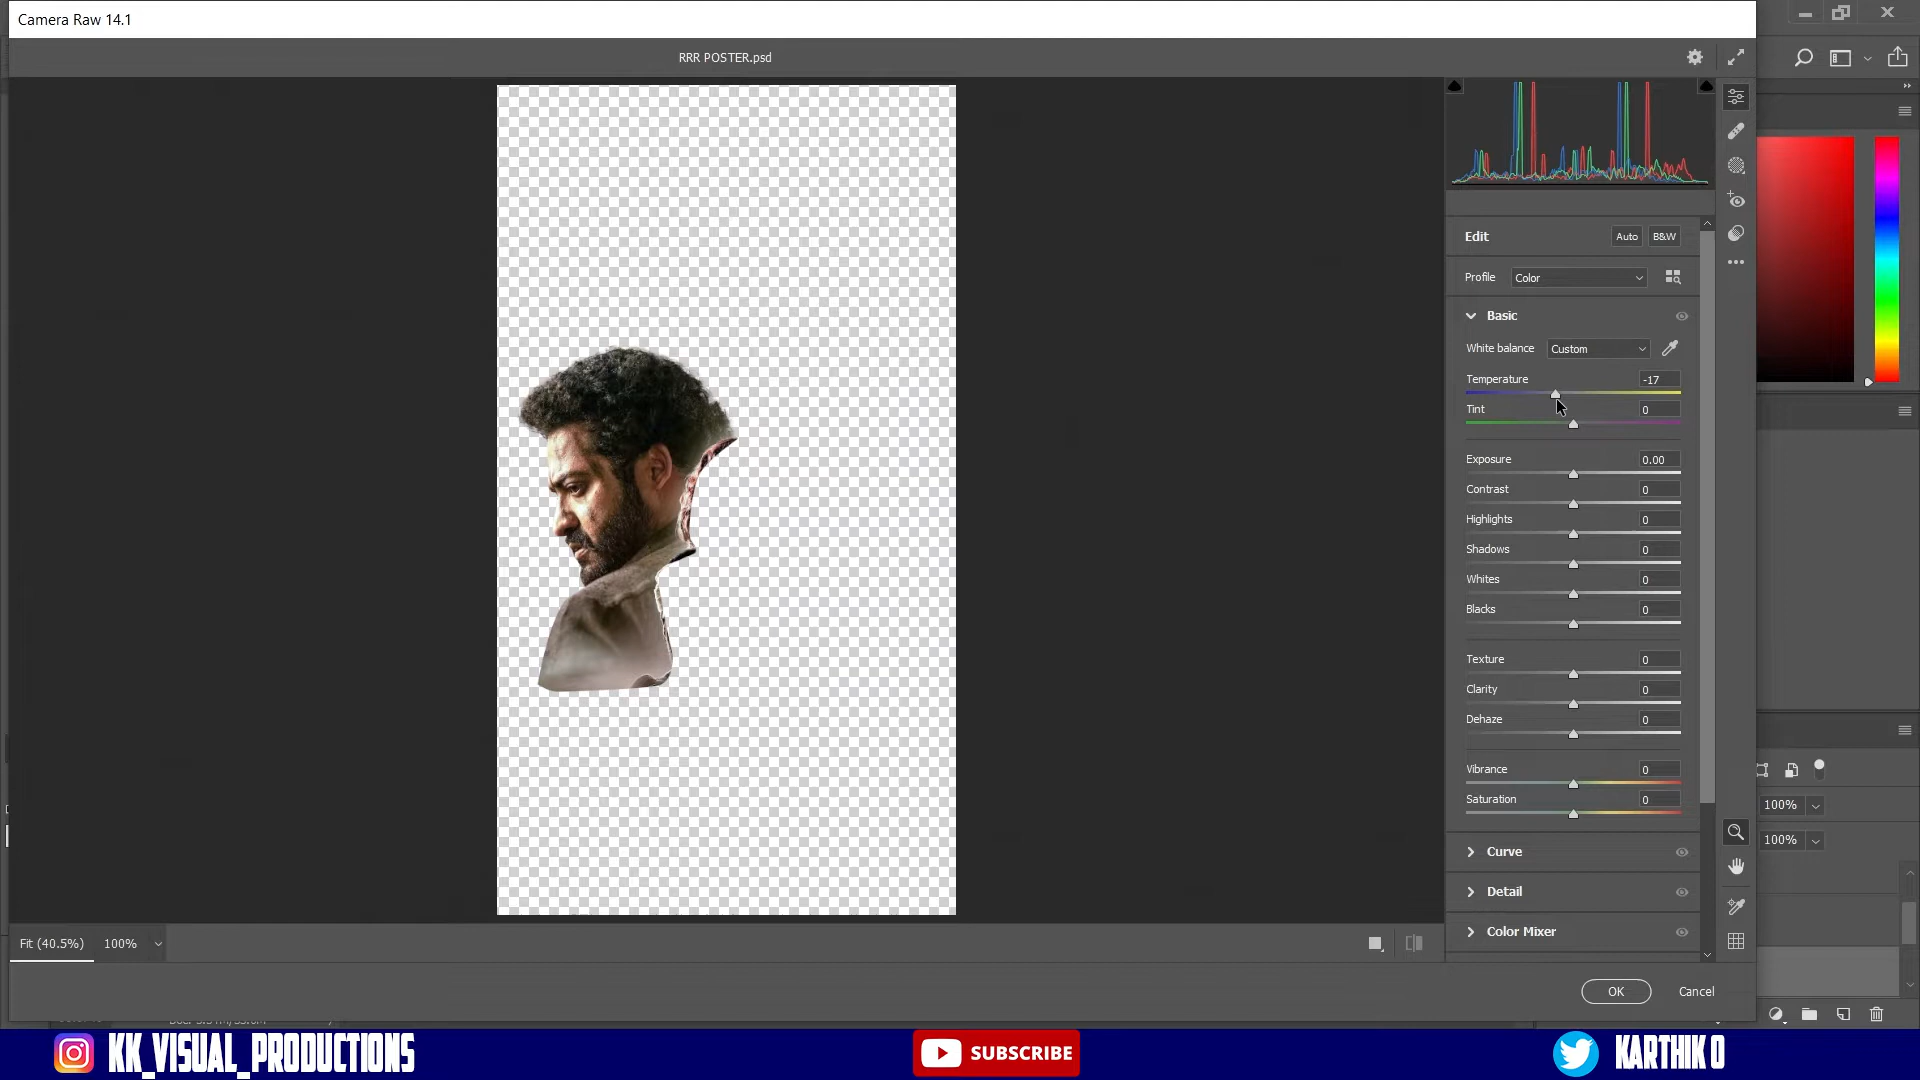 Camera Raw 14.1
RRR POSTER.psd
Edit
Auto
B&W
Profile
Color
Basic
White balance
Custom
Temperature
-17
Tint
0
Exposure
0.00
Contrast
0
Highlights
0
Shadows
0
Whites
0
Blacks
0
Texture
0
Clarity
0
Dehaze
0
Vibrance
0
Saturation
0
100%
100%
Curve
Detail
Color Mixer
Fit (40.5%)
100%
OK
Cancel
KK_VISUAL_PRODUCTIONS
SUBSCRIBE
KARTHIK O